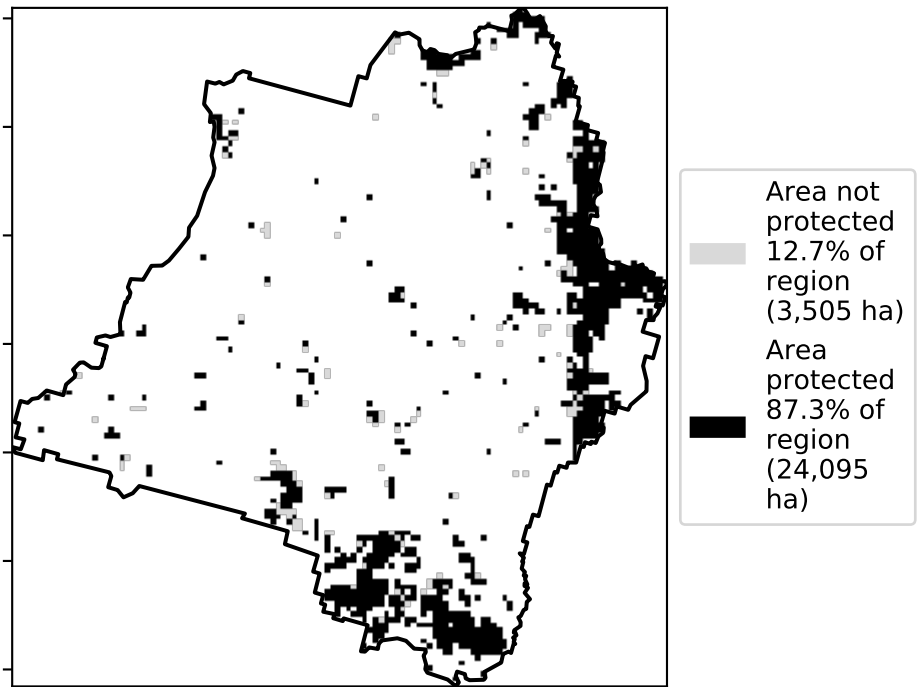 Area not
protected
12.7% of
region
(3,505 ha)
Area
protected
87.3% of
region
(24,095
ha)